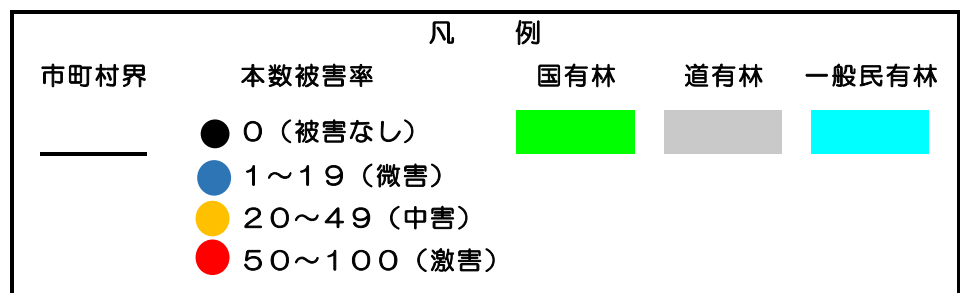 凡　例
市町村界　本数被害率　国有林　道有林　一般民有林
０（被害なし）
１～１９（微害）
２０～４９（中害）
５０～１００（激害）